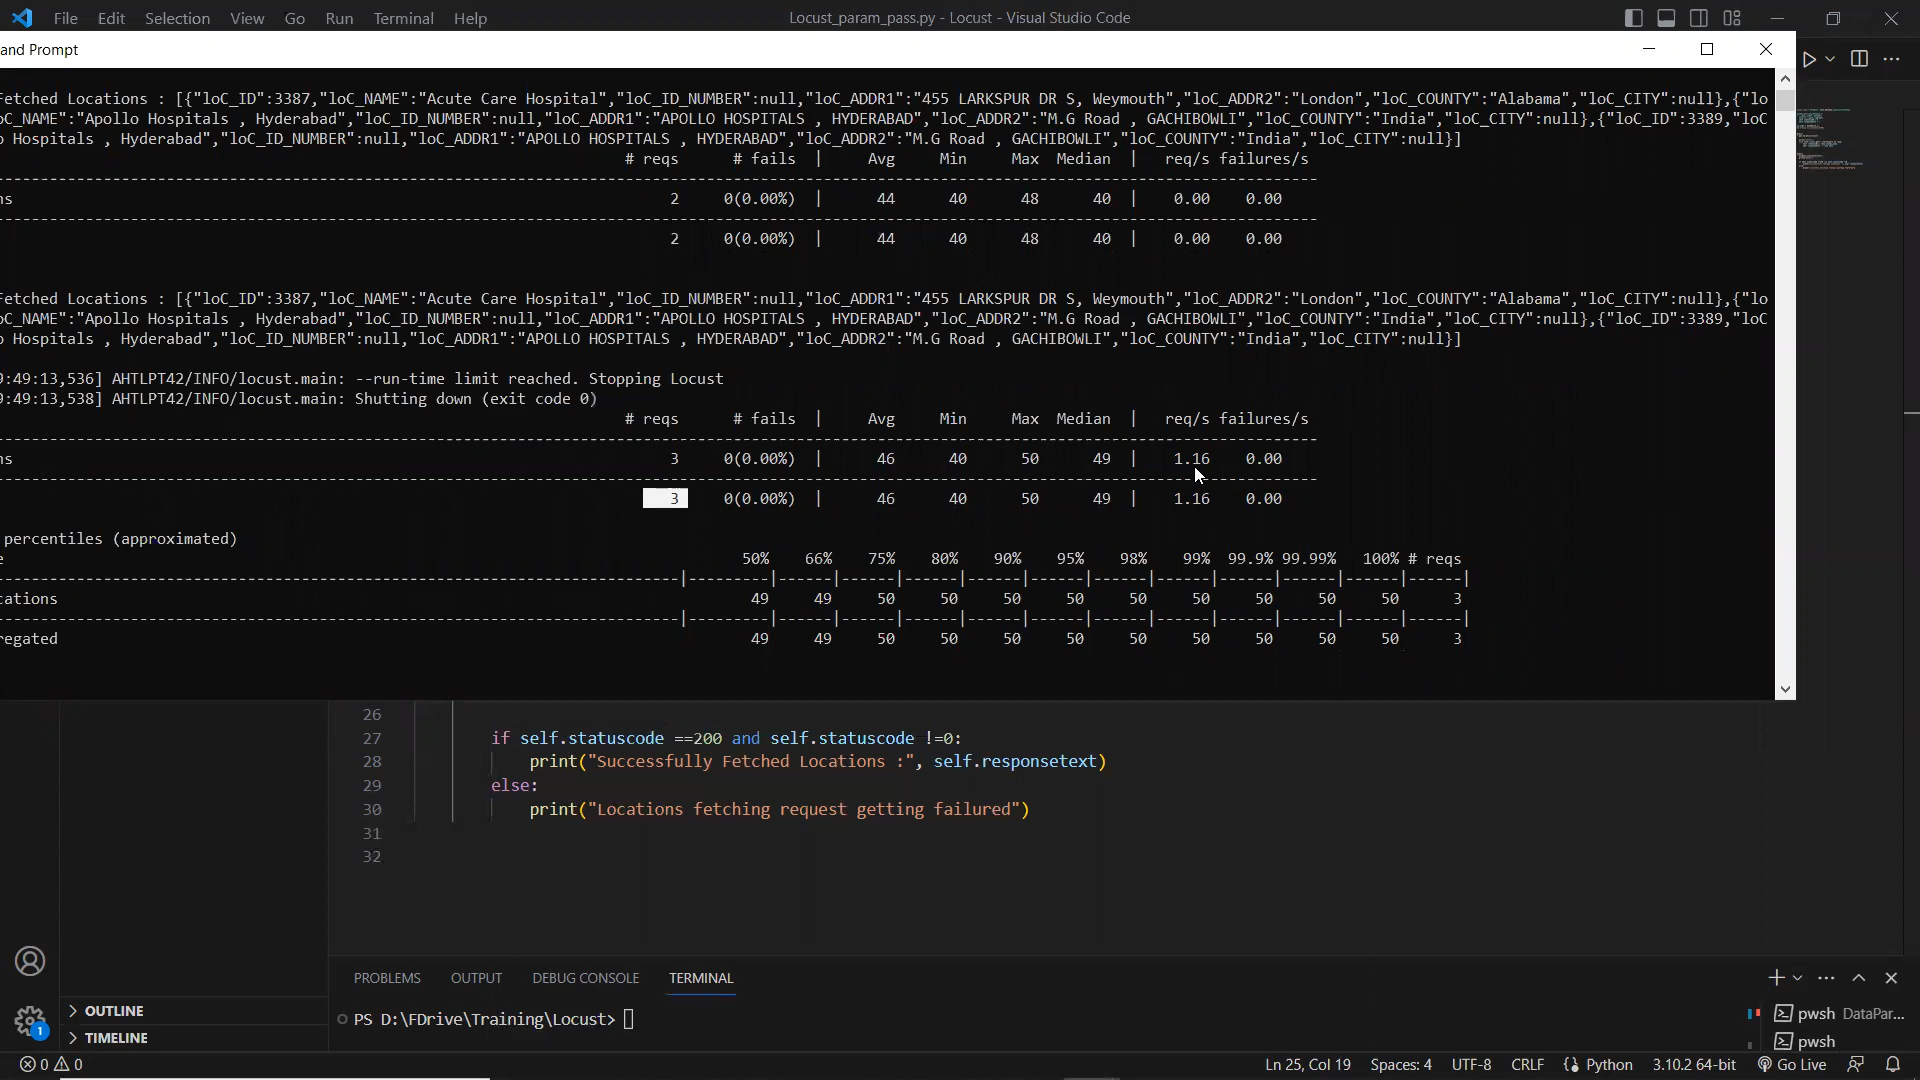 File Edit Selection View Go Run Terminal Help
Locust_param_pass.py - Locust - Visual Studio Code
and Prompt
Fetched Locations : [{"loC_ID":3387,"loC_NAME":"Acute Care Hospital","loC_ID_NUMBER":null,"loC_ADDR1":"455 LARKSPUR DR S, Weymouth","loC_ADDR2":"London","loC_COUNTY":"Alabama","loC_CITY":null},{"lo
oC_NAME":"Apollo Hospitals , Hyderabad","loC_ID_NUMBER":null,"loC_ADDR1":"APOLLO HOSPITALS , HYDERABAD","loC_ADDR2":"M.G Road , GACHIBOWLI","loC_COUNTY":"India","loC_CITY":null},{"loC_ID":3389,"loC
o Hospitals , Hyderabad","loC_ID_NUMBER":null,"loC_ADDR1":"APOLLO HOSPITALS , HYDERABAD","loC_ADDR2":"M.G Road , GACHIBOWLI","loC_COUNTY":"India","loC_CITY":null}]
# reqs # fails | Avg Min Max Median | req/s failures/s
ns 2 0(0.00%) | 44 40 48 40 | 0.00 0.00
2 0(0.00%) | 44 40 48 40 | 0.00 0.00
Fetched Locations : [{"loC_ID":3387,"loC_NAME":"Acute Care Hospital","loC_ID_NUMBER":null,"loC_ADDR1":"455 LARKSPUR DR S, Weymouth","loC_ADDR2":"London","loC_COUNTY":"Alabama","loC_CITY":null},{"lo
oC_NAME":"Apollo Hospitals , Hyderabad","loC_ID_NUMBER":null,"loC_ADDR1":"APOLLO HOSPITALS , HYDERABAD","loC_ADDR2":"M.G Road , GACHIBOWLI","loC_COUNTY":"India","loC_CITY":null},{"loC_ID":3389,"loC
o Hospitals , Hyderabad","loC_ID_NUMBER":null,"loC_ADDR1":"APOLLO HOSPITALS , HYDERABAD","loC_ADDR2":"M.G Road , GACHIBOWLI","loC_COUNTY":"India","loC_CITY":null}]
9:49:13,536] AHTLPT42/INFO/locust.main: --run-time limit reached. Stopping Locust
9:49:13,538] AHTLPT42/INFO/locust.main: Shutting down (exit code 0)
# reqs # fails | Avg Min Max Median | req/s failures/s
ns 3 0(0.00%) | 46 40 50 49 | 1.16 0.00
3 0(0.00%) | 46 40 50 49 | 1.16 0.00
percentiles (approximated)
e 50% 66% 75% 80% 90% 95% 98% 99% 99.9% 99.99% 100% # reqs
cations 49 49 50 50 50 50 50 50 50 50 50 3
regated 49 49 50 50 50 50 50 50 50 50 50 3
26
27 if self.statuscode ==200 and self.statuscode !=0:
28 print("Successfully Fetched Locations :", self.responsetext)
29 else:
30 print("Locations fetching request getting failured")
31
32
PROBLEMS OUTPUT DEBUG CONSOLE TERMINAL
PS D:\FDrive\Training\Locust>
pwsh DataPar...
pwsh
1
OUTLINE
TIMELINE
0 0
Ln 25, Col 19 Spaces: 4 UTF-8 CRLF Python 3.10.2 64-bit Go Live